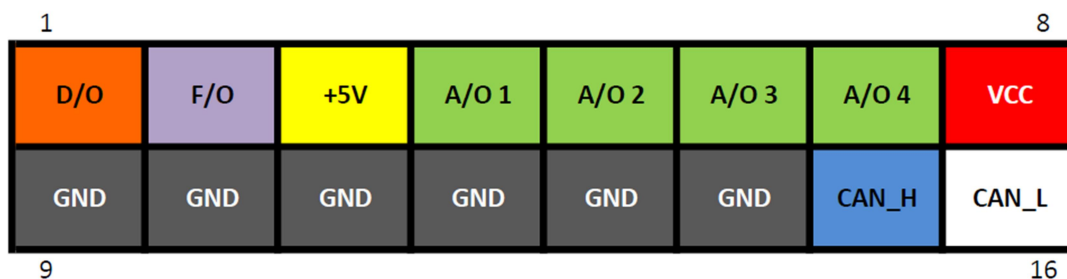 1 8
D/O F/O +5V A/O 1 A/O 2 A/O 3 A/O 4 VCC
GND GND GND GND GND GND CAN_H CAN_L
9 16